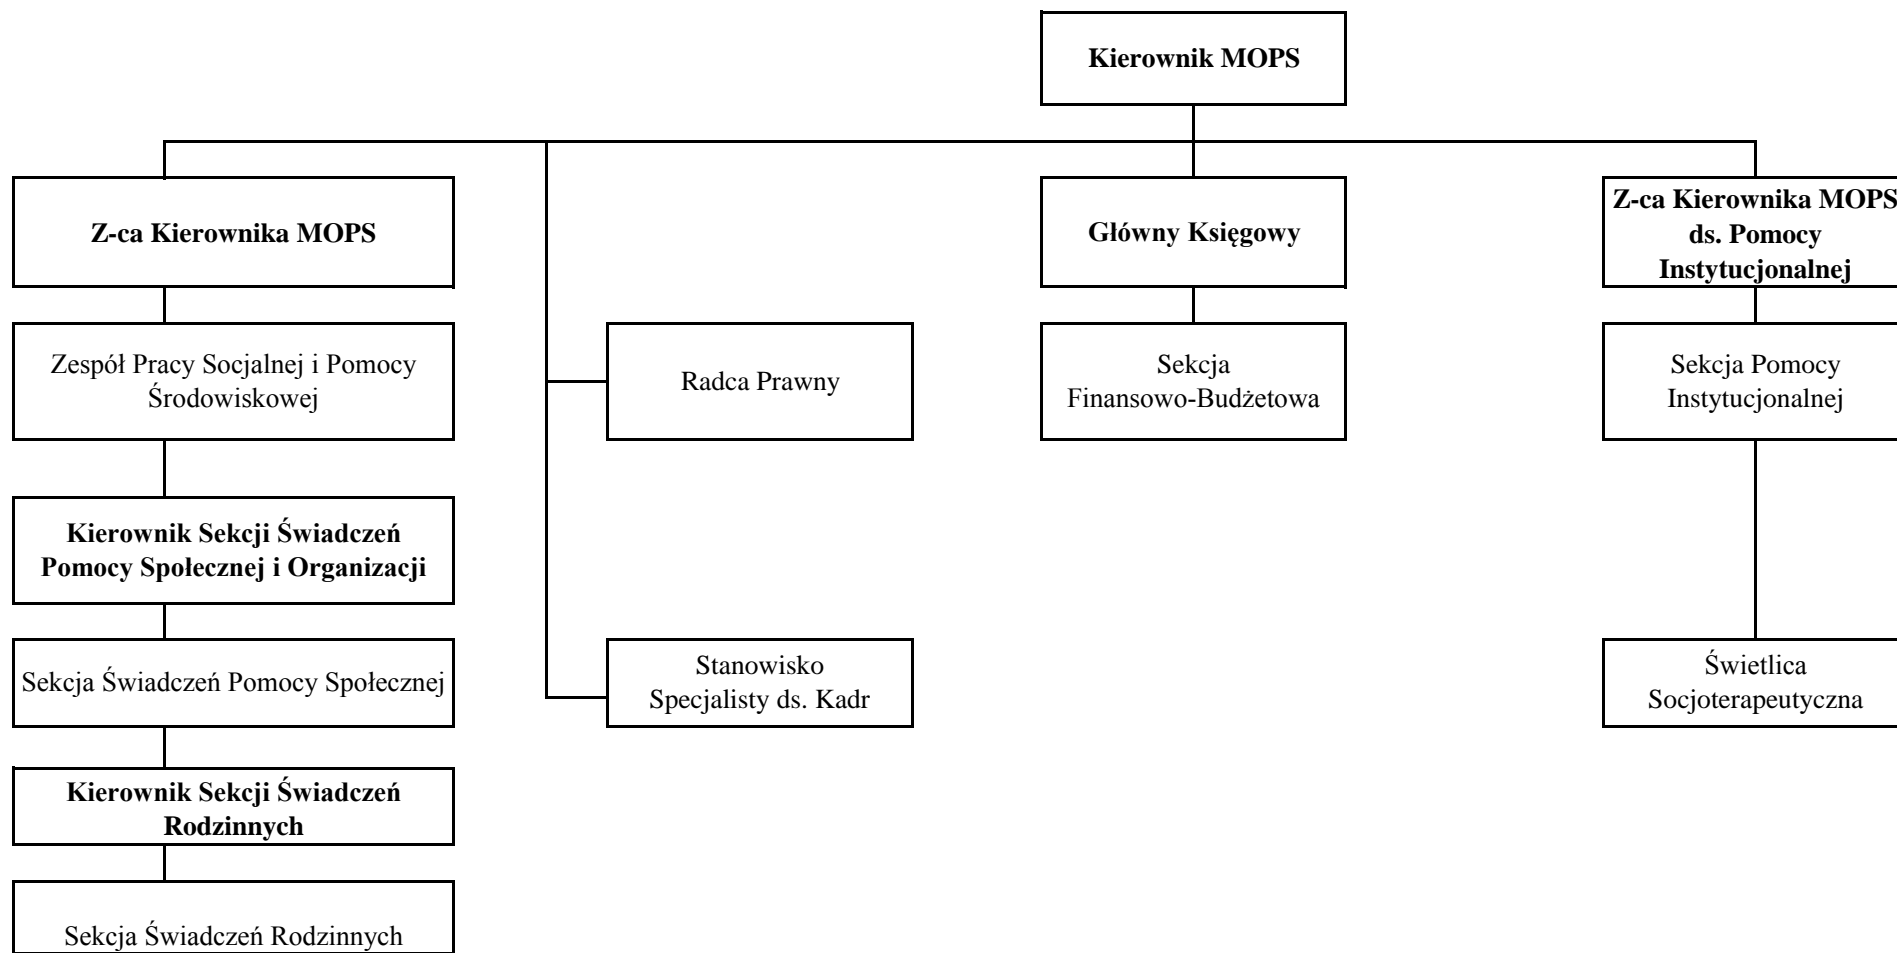 Kierownik MOPS
Z-ca Kierownika MOPS
Główny Księgowy
Z-ca Kierownika MOPS
ds. Pomocy
Instytucjonalnej
Zespół Pracy Socjalnej i Pomocy
Środowiskowej
Radca Prawny
Sekcja
Finansowo-Budżetowa
Sekcja Pomocy
Instytucjonalnej
Kierownik Sekcji Świadczeń
Pomocy Społecznej i Organizacji
Sekcja Świadczeń Pomocy Społecznej
Stanowisko
Specjalisty ds. Kadr
Świetlica
Socjoterapeutyczna
Kierownik Sekcji Świadczeń
Rodzinnych
Sekcja Świadczeń Rodzinnych